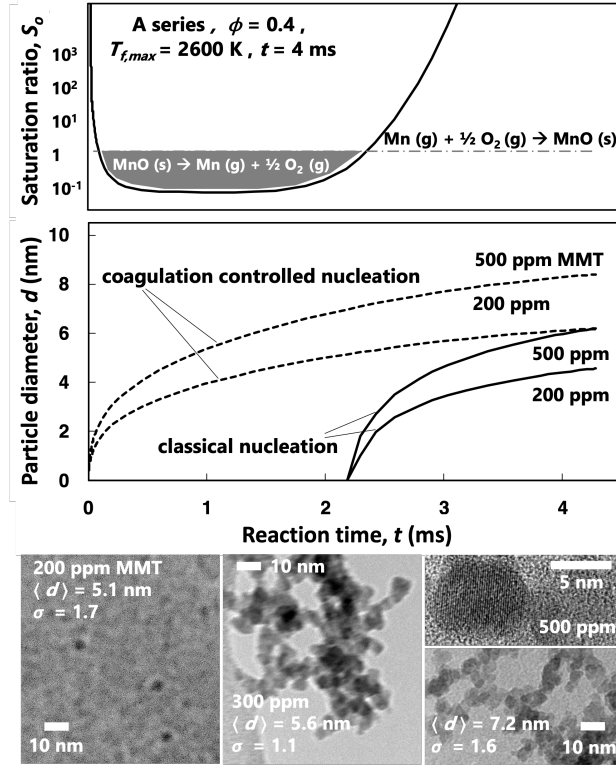 A series , ϕ = 0.4 ,
T_f,max = 2600 K , t = 4 ms
Saturation ratio, S_o
10³
10²
10¹
1
10⁻¹
Mn (g) + ½ O₂ (g) → MnO (s)
MnO (s) → Mn (g) + ½ O₂ (g)
Particle diameter, d (nm)
10
8
6
4
2
0
500 ppm MMT
coagulation controlled nucleation
200 ppm
500 ppm
200 ppm
classical nucleation
0
1
2
3
4
Reaction time, t (ms)
200 ppm MMT
⟨ d ⟩ = 5.1 nm
σ = 1.7
10 nm
10 nm
300 ppm
⟨ d ⟩ = 5.6 nm
σ = 1.1
5 nm
500 ppm
⟨ d ⟩ = 7.2 nm
σ = 1.6
10 nm